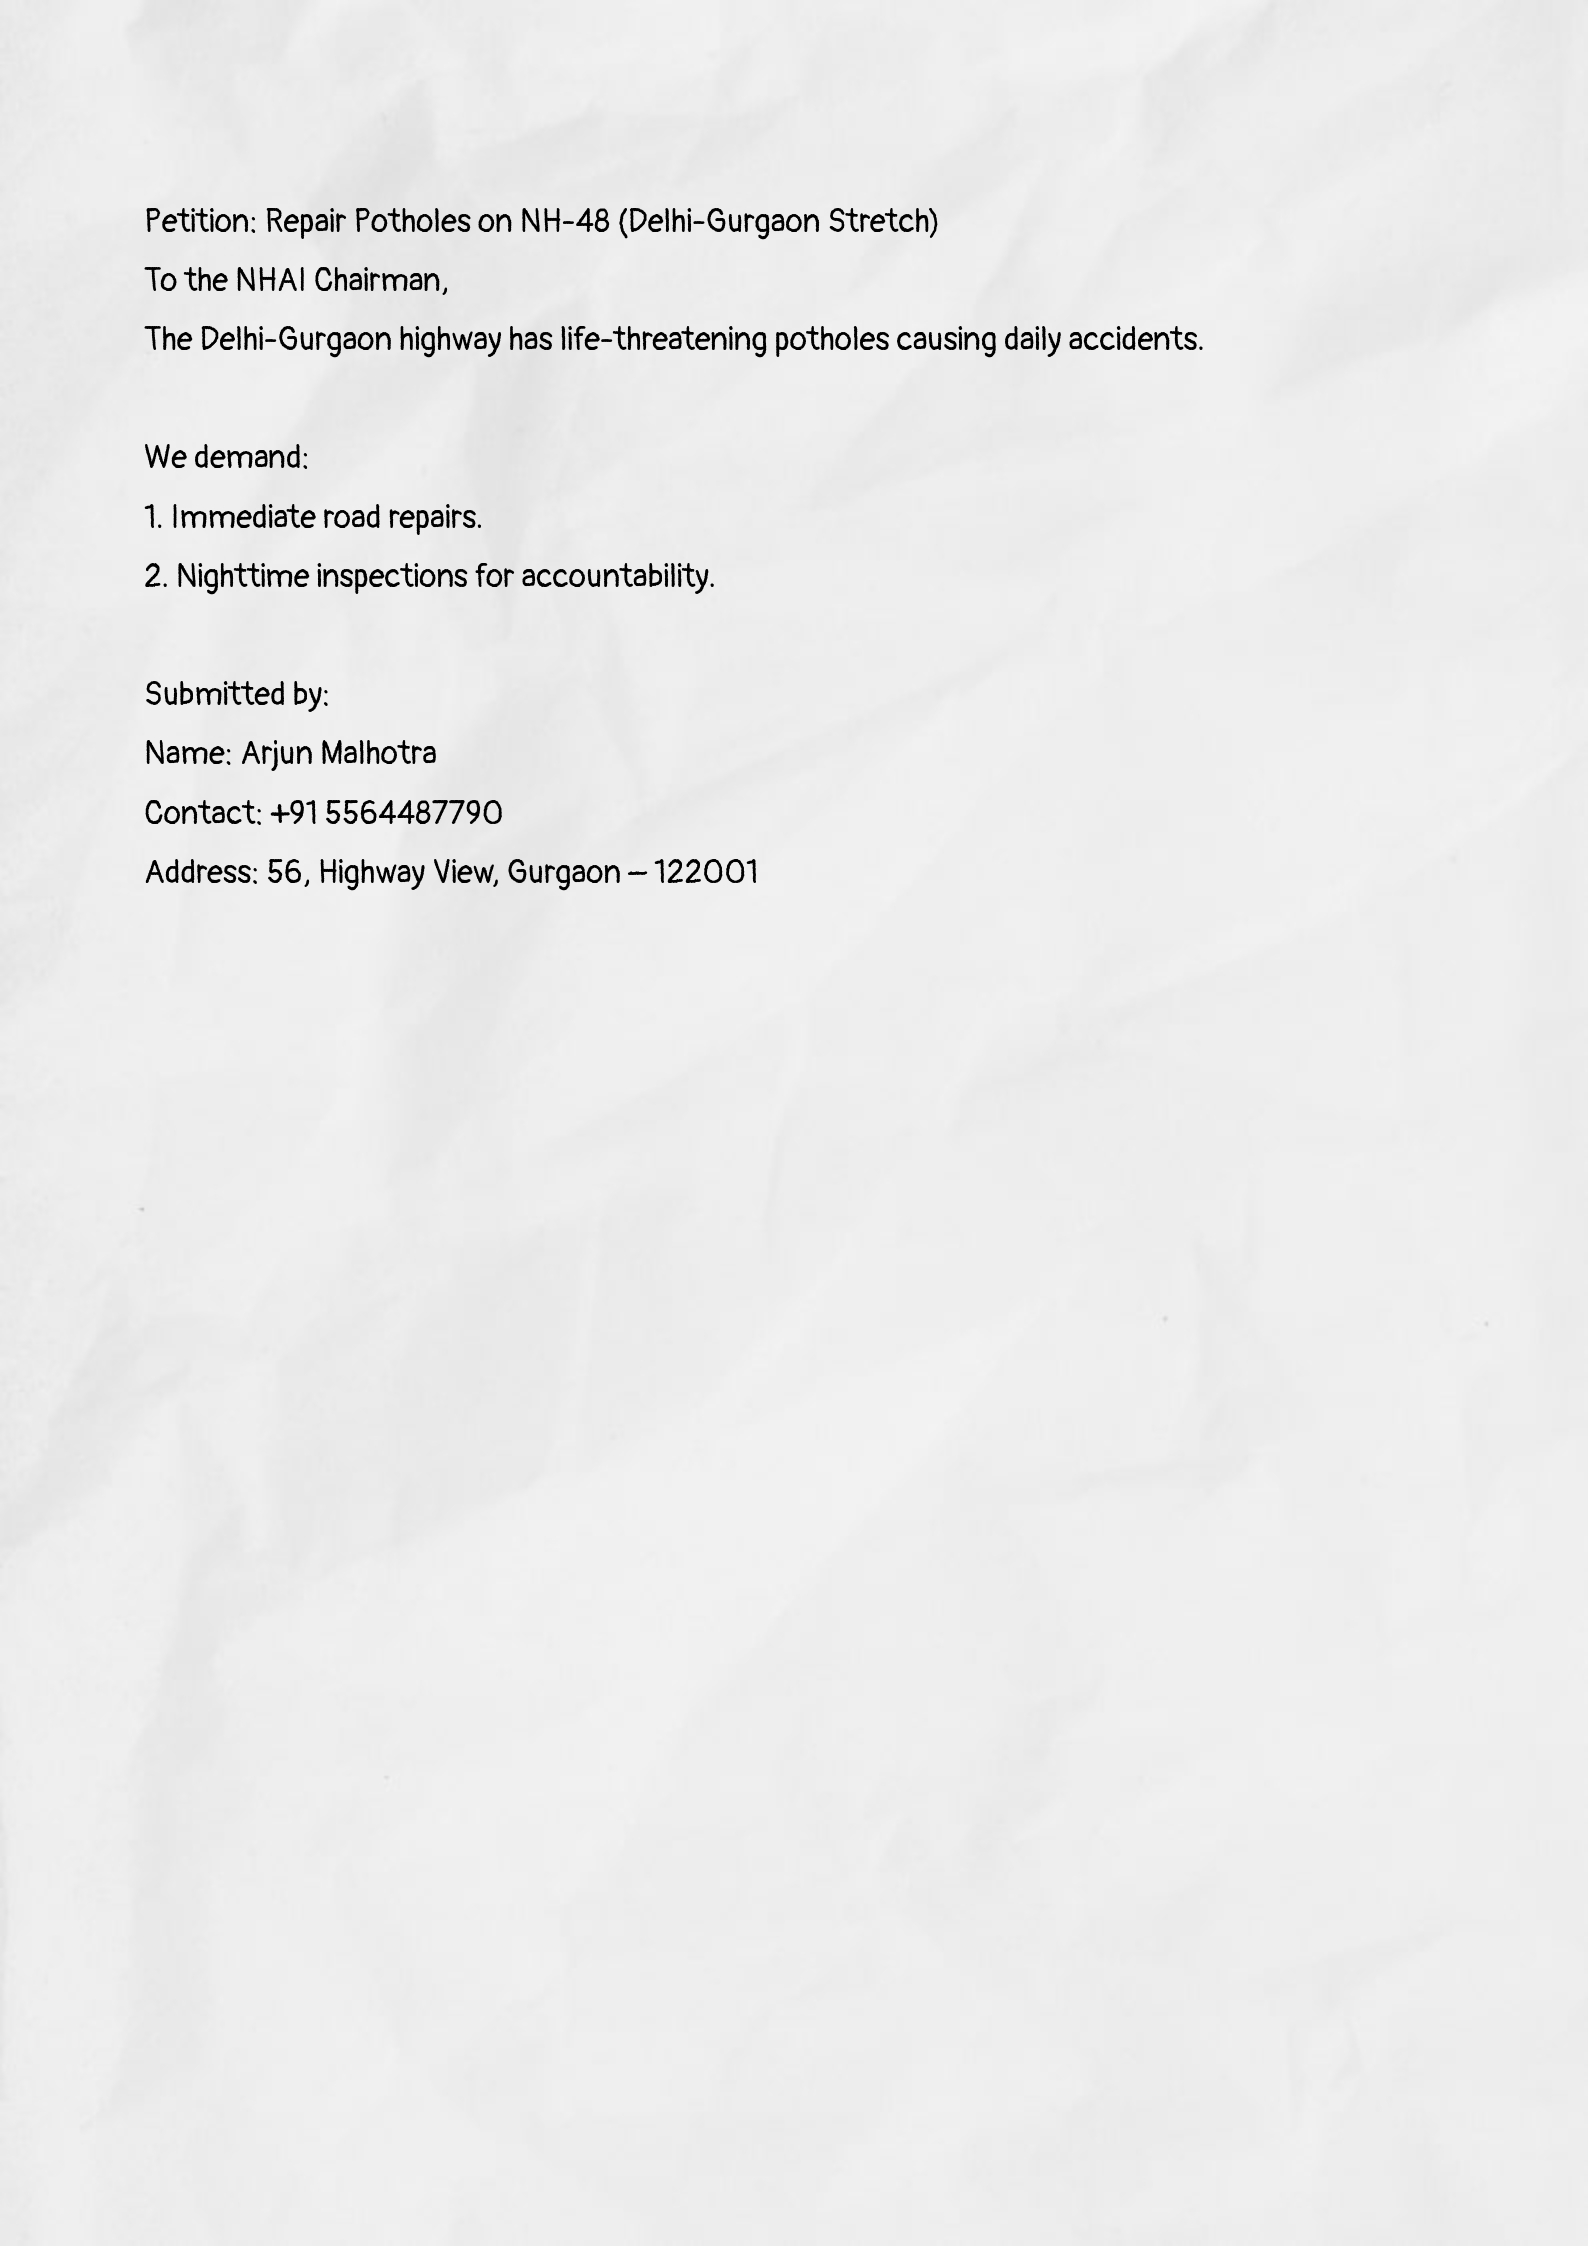 Petition: Repair Potholes on NH-48 (Delhi-Gurgaon Stretch)
To the NHAI Chairman,
The Delhi-Gurgaon highway has life-threatening potholes causing daily accidents.
We demand:
1. Immediate road repairs.
2. Nighttime inspections for accountability.
Submitted by:
Name: Arjun Malhotra
Contact: +91 5564487790
Address: 56, Highway View, Gurgaon – 122001